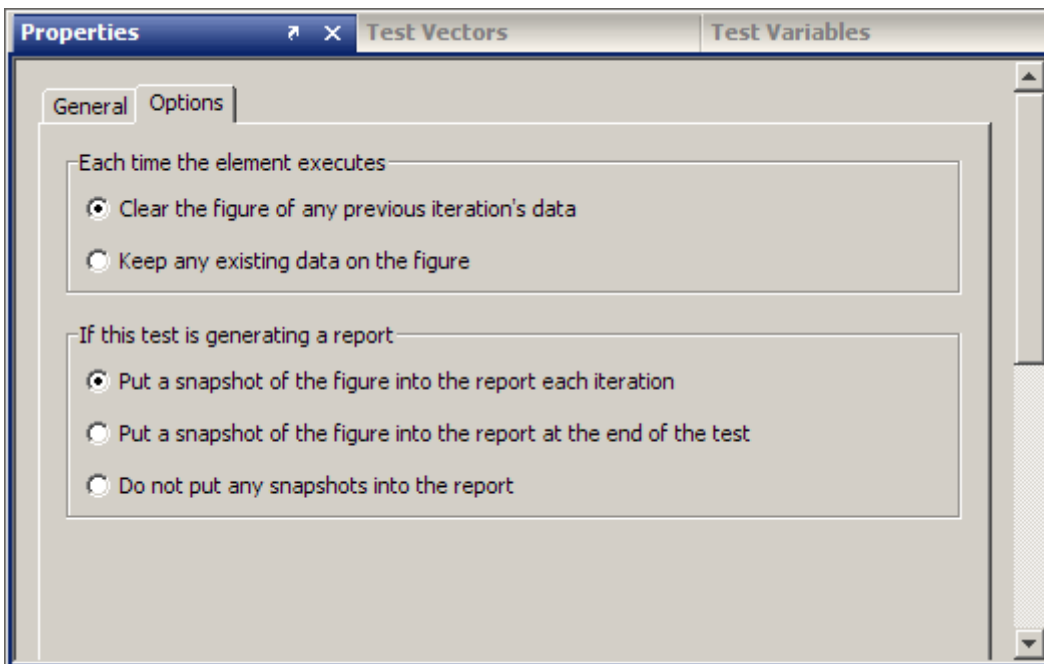 Properties
Test Vectors
Test Variables
General
Options
Each time the element executes
Clear the figure of any previous iteration's data
Keep any existing data on the figure
If this test is generating a report
Put a snapshot of the figure into the report each iteration
Put a snapshot of the figure into the report at the end of the test
Do not put any snapshots into the report